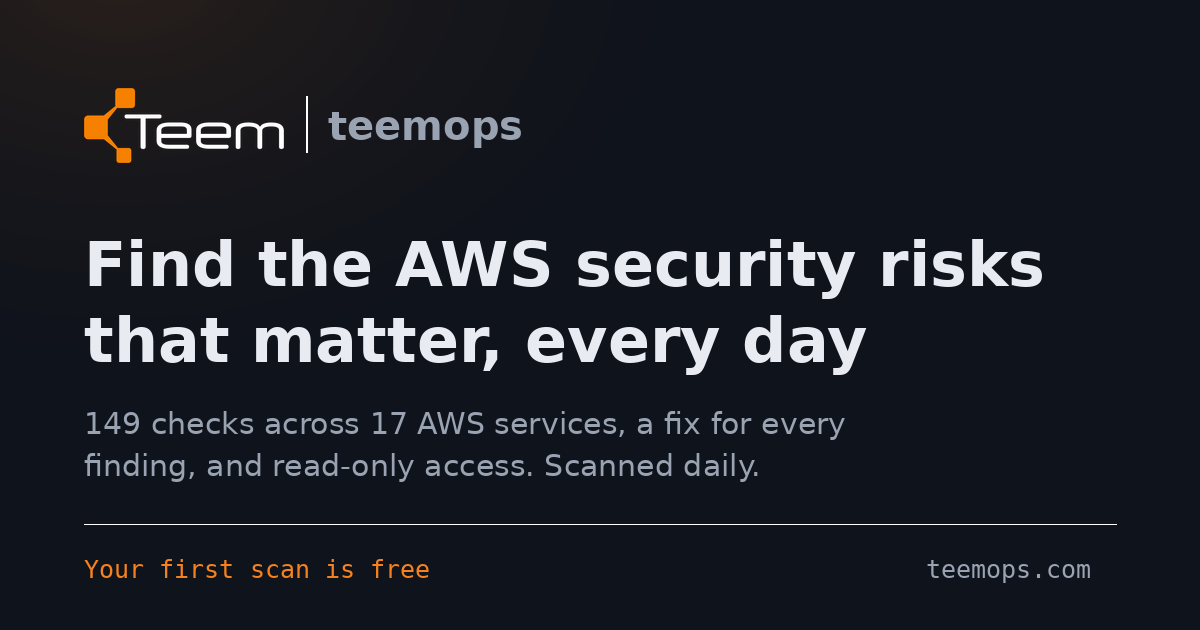 Teem
teemops
Find the AWS security risks
that matter, every day
149 checks across 17 AWS services, a fix for every
finding, and read-only access. Scanned daily.
Your first scan is free
teemops.com